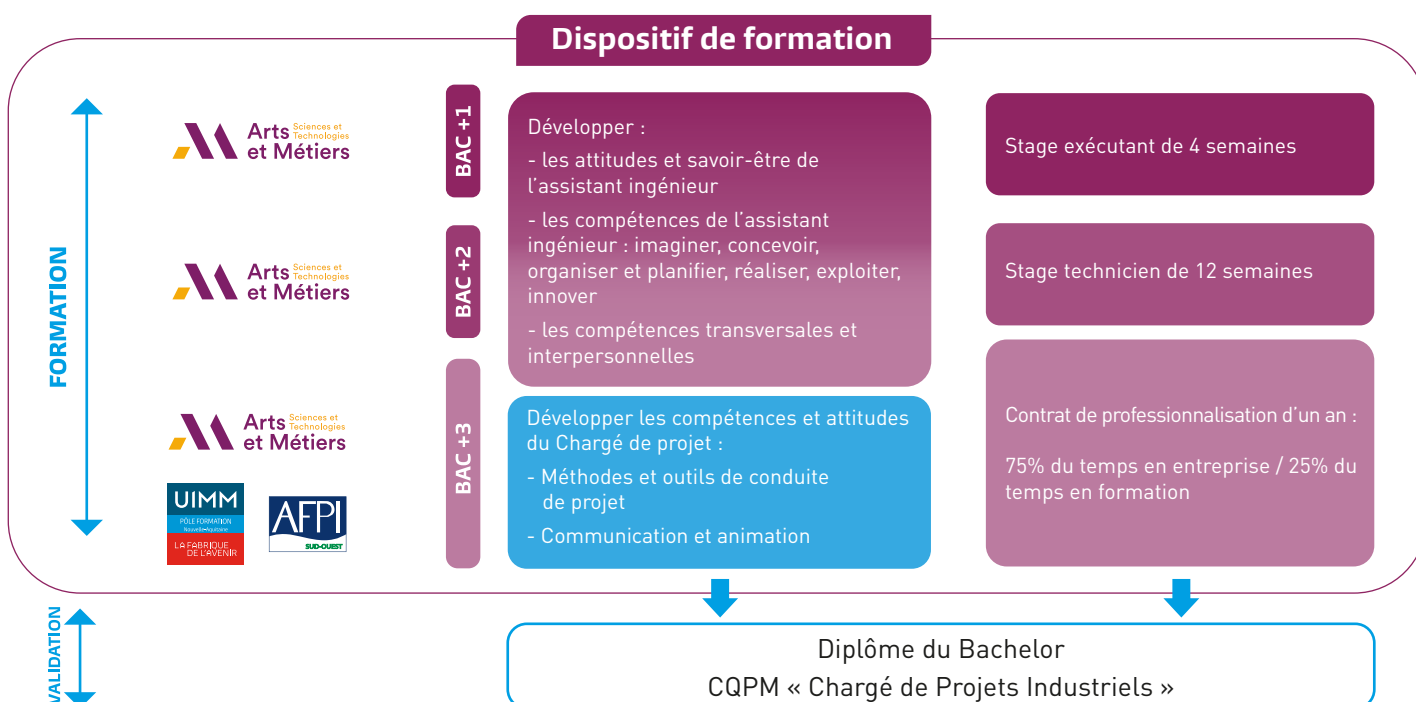 Dispositif de formation
FORMATION
Arts Sciences et
Technologies
et Métiers
BAC +1
Développer :
- les attitudes et savoir-être de
l’assistant ingénieur
- les compétences de l’assistant
ingénieur : imaginer, concevoir,
organiser et planifier, réaliser, exploiter,
innover
- les compétences transversales et
interpersonnelles
Stage exécutant de 4 semaines
Arts Sciences et
Technologies
et Métiers
BAC +2
Stage technicien de 12 semaines
Arts Sciences et
Technologies
et Métiers
UIMM
PÔLE FORMATION
Nouvelle-Aquitaine
LA FABRIQUE
DE L'AVENIR
AFPI
SUD-OUEST
BAC +3
Développer les compétences et attitudes
du Chargé de projet :
- Méthodes et outils de conduite
de projet
- Communication et animation
Contrat de professionnalisation d’un an :
75% du temps en entreprise / 25% du
temps en formation
VALIDATION
Diplôme du Bachelor
CQPM « Chargé de Projets Industriels »